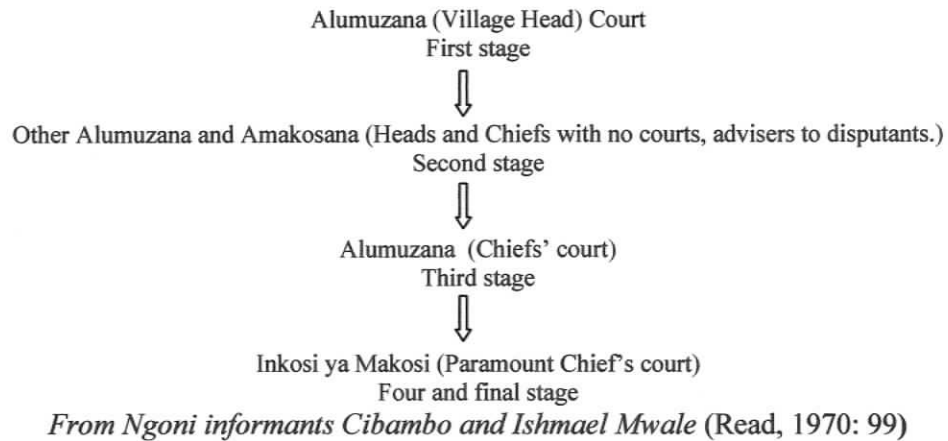 Alumuzana (Village Head) Court
First stage
Other Alumuzana and Amakosana (Heads and Chiefs with no courts, advisers to disputants.)
Second stage
Alumuzana (Chiefs' court)
Third stage
Inkosi ya Makosi (Paramount Chief's court)
Four and final stage
From Ngoni informants Cibambo and Ishmael Mwale (Read, 1970: 99)